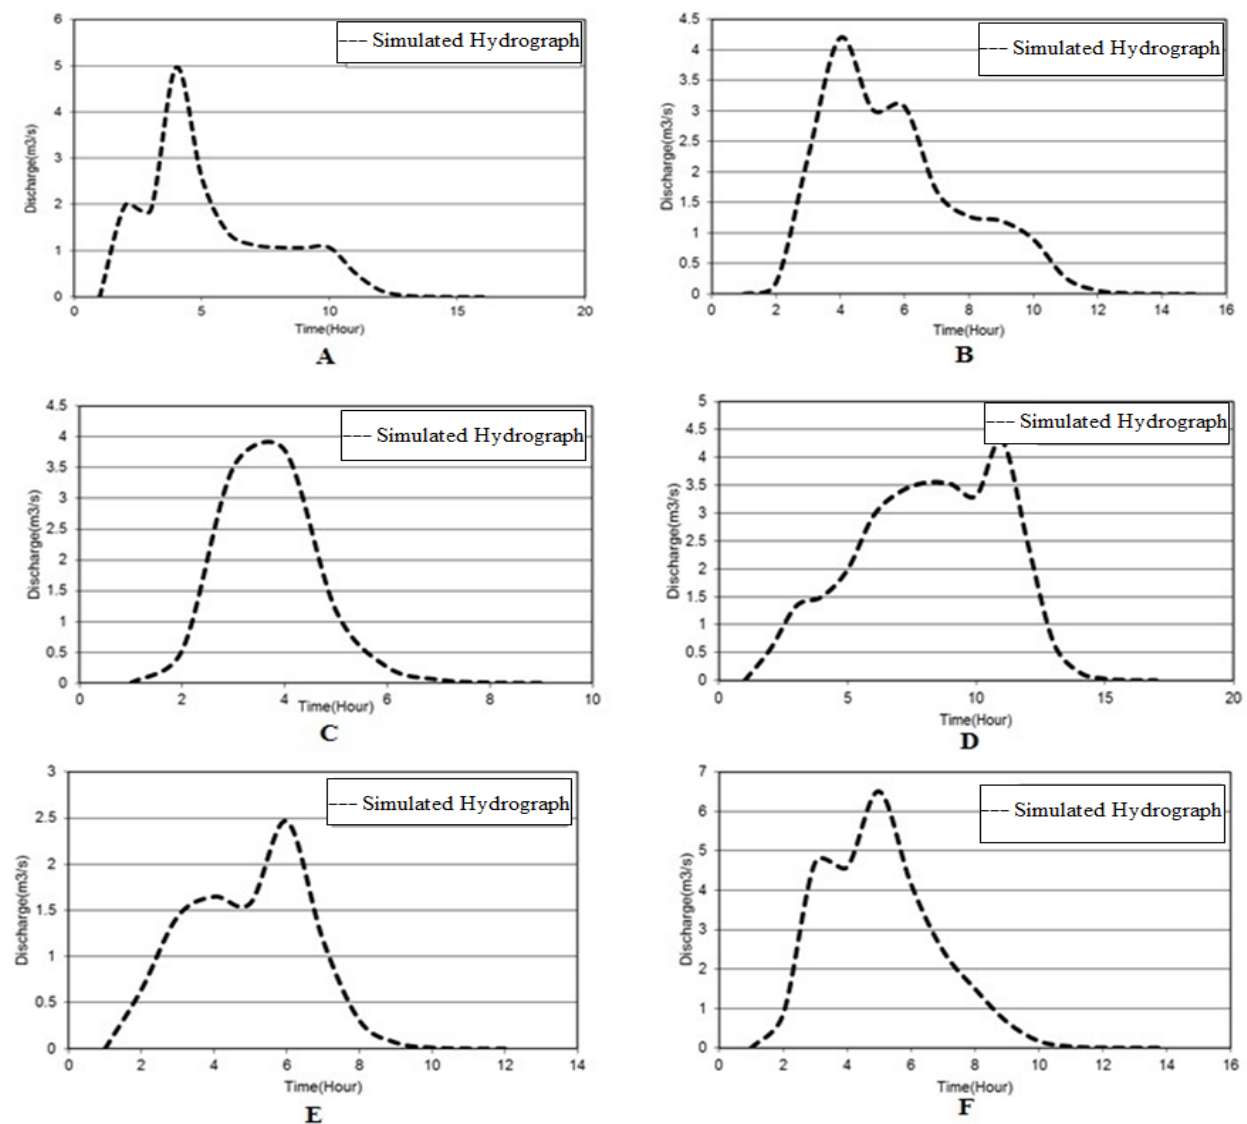 6
5
4
3
2
1
0
Discharge(m3/s)
--- Simulated Hydrograph
0 5 10 15 20
Time(Hour)
A
4.5
4
3.5
3
2.5
2
1.5
1
0.5
0
Discharge(m3/s)
--- Simulated Hydrograph
0 2 4 6 8 10 12 14 16
Time(Hour)
B
4.5
4
3.5
3
2.5
2
1.5
1
0.5
0
Discharge(m3/s)
--- Simulated Hydrograph
0 2 4 6 8 10
Time(Hour)
C
5
4.5
4
3.5
3
2.5
2
1.5
1
0.5
0
Discharge(m3/s)
--- Simulated Hydrograph
0 5 10 15 20
Time(Hour)
D
3
2.5
2
1.5
1
0.5
0
Discharge(m3/s)
--- Simulated Hydrograph
0 2 4 6 8 10 12 14
Time(Hour)
E
7
6
5
4
3
2
1
0
Discharge(m3/s)
--- Simulated Hydrograph
0 2 4 6 8 10 12 14 16
Time(Hour)
F